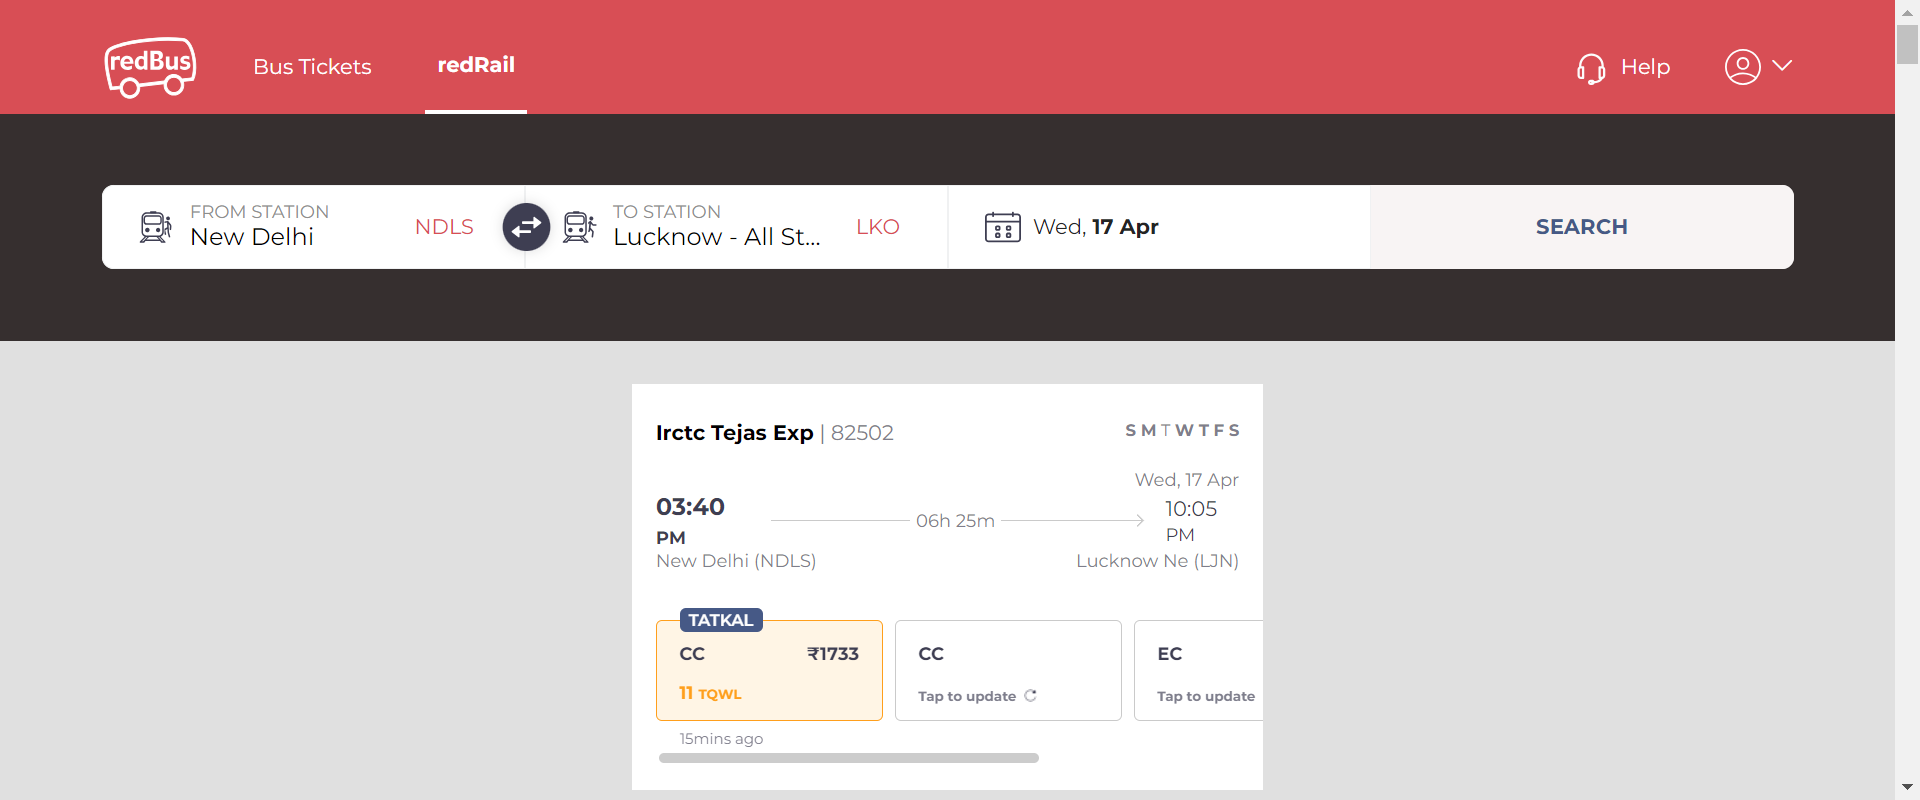 redBus
Bus Tickets
redRail
Help
FROM STATION
New Delhi
NDLS
TO STATION
Lucknow - All St...
LKO
Wed, 17 Apr
SEARCH
Irctc Tejas Exp | 82502
S M T W T F S
Wed, 17 Apr
03:40
PM
06h 25m
10:05
PM
New Delhi (NDLS)
Lucknow Ne (LJN)
TATKAL
CC ₹1733
11 TQWL
15mins ago
CC
Tap to update
EC
Tap to update